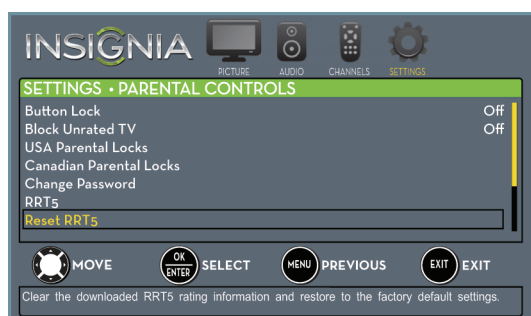 INSIGNIA
PICTURE AUDIO CHANNELS SETTINGS
SETTINGS • PARENTAL CONTROLS
Button Lock Off
Block Unrated TV Off
USA Parental Locks
Canadian Parental Locks
Change Password
RRT5
Reset RRT5
MOVE OK ENTER SELECT MENU PREVIOUS EXIT EXIT
Clear the downloaded RRT5 rating information and restore to the factory default settings.